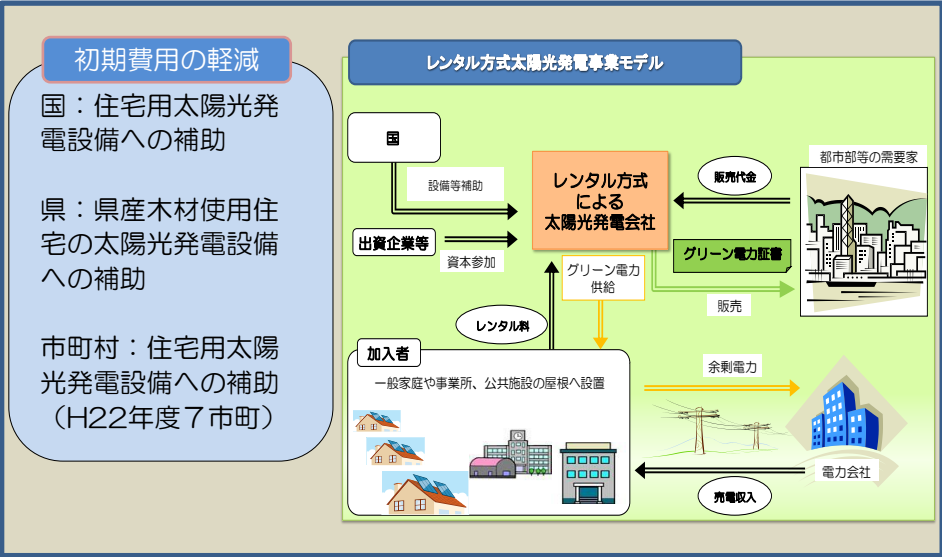 初期費用の軽減
国：住宅用太陽光発
電設備への補助
県：県産木材使用住
宅の太陽光発電設備
への補助
市町村：住宅用太陽
光発電設備への補助
（H22年度７市町）
レンタル方式太陽光発電事業モデル
国
設備等補助
出資企業等
資本参加
レンタル方式
による
太陽光発電会社
販売代金
都市部等の需要家
グリーン電力証書
販売
グリーン電力
供給
レンタル料
加入者
一般家庭や事業所、公共施設の屋根へ設置
余剰電力
電力会社
売電収入